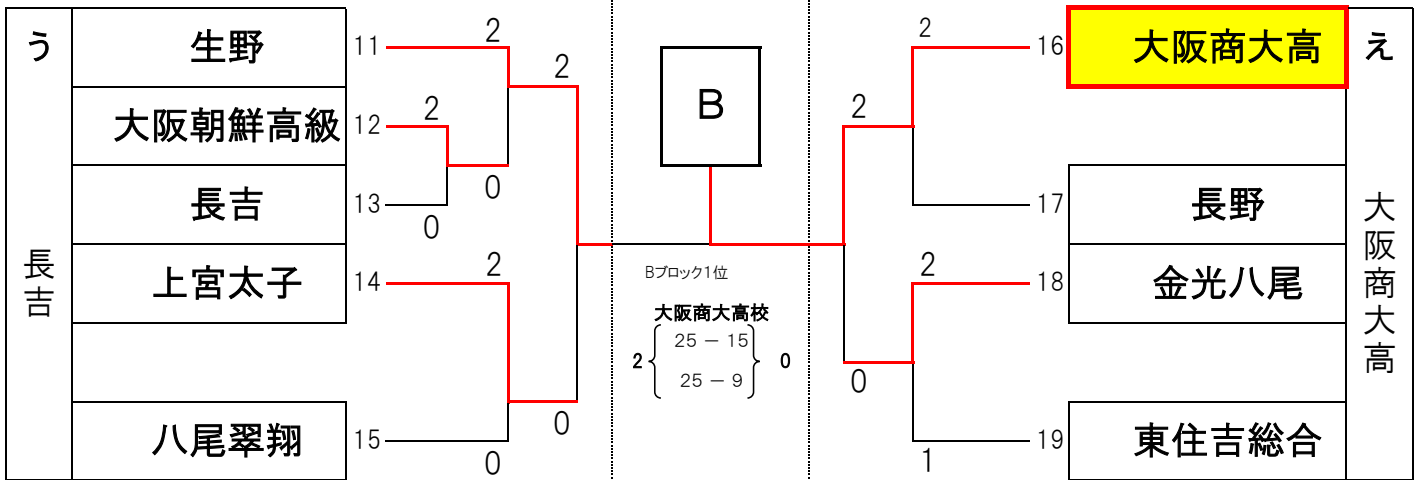 う
長吉
生野
11
2
大阪朝鮮高級
12
2
長吉
13
0
0
上宮太子
14
2
八尾翠翔
15
0
2
0
B
Bブロック1位
大阪商大高校
2
25 － 15
25 － 9
0
2
0
2
16
大阪商大高
17
長野
2
18
金光八尾
1
19
東住吉総合
え
大阪商大高